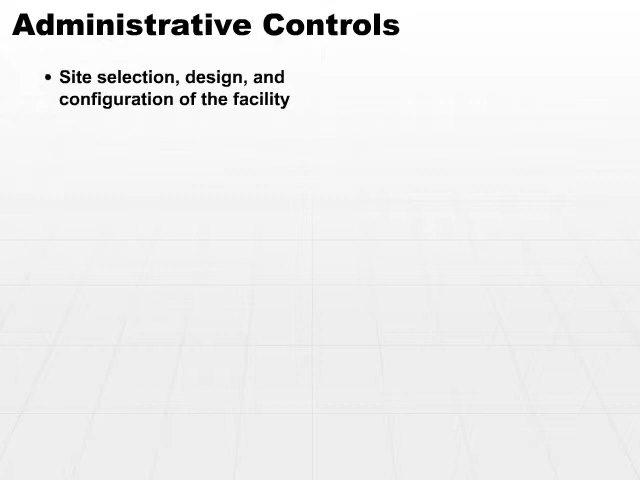 Administrative Controls
• Site selection, design, and
configuration of the facility